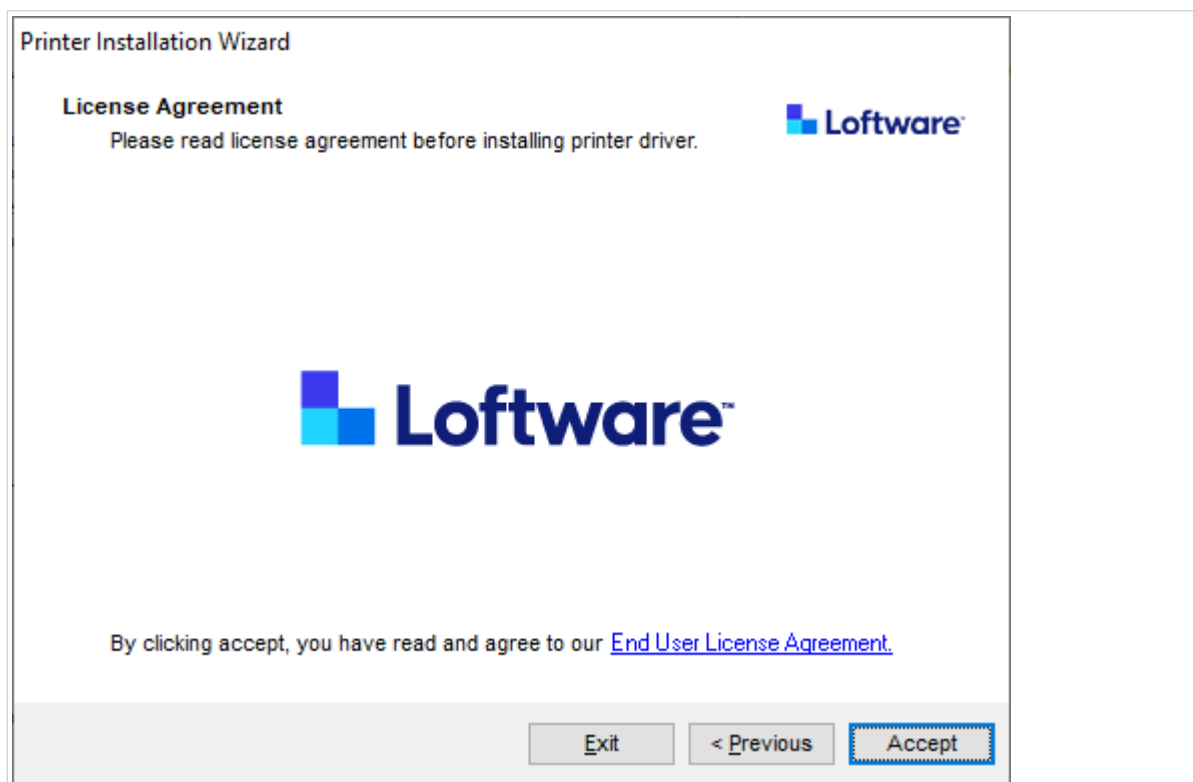 Printer Installation Wizard
License Agreement
Please read license agreement before installing printer driver.
Loftware
Loftware™
By clicking accept, you have read and agree to our End User License Agreement.
Exit
< Previous
Accept